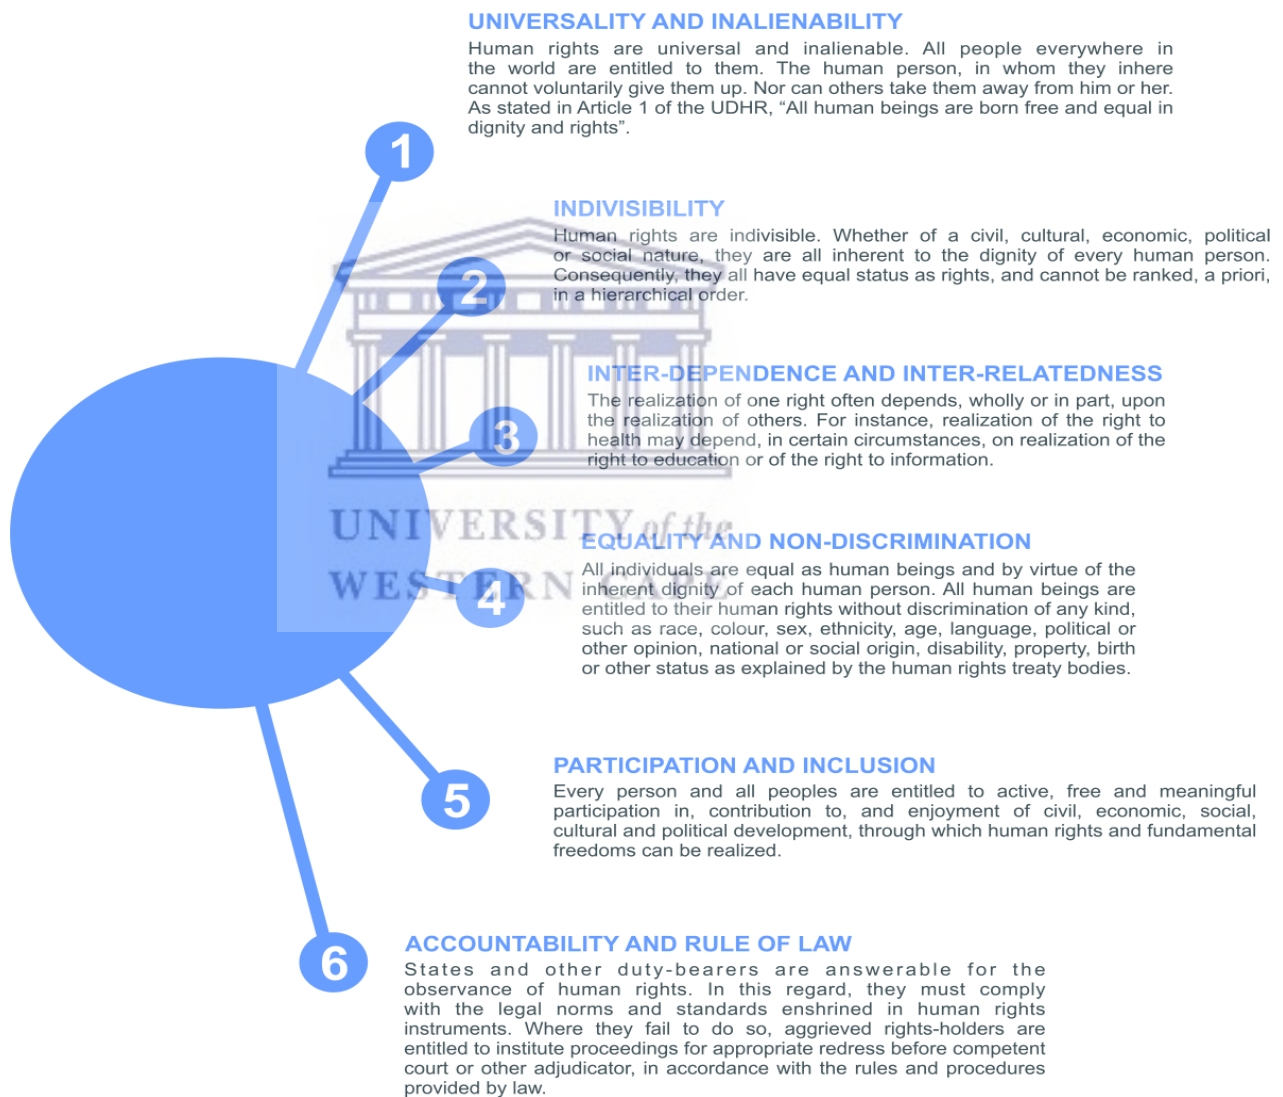 UNIVERSALITY AND INALIENABILITY
Human rights are universal and inalienable. All people everywhere in
the world are entitled to them. The human person, in whom they inhere
cannot voluntarily give them up. Nor can others take them away from him or her.
As stated in Article 1 of the UDHR, “All human beings are born free and equal in
dignity and rights”.
1
INDIVISIBILITY
Human rights are indivisible. Whether of a civil, cultural, economic, political
or social nature, they are all inherent to the dignity of every human person.
Consequently, they all have equal status as rights, and cannot be ranked, a priori,
in a hierarchical order.
2
INTER-DEPENDENCE AND INTER-RELATEDNESS
The realization of one right often depends, wholly or in part, upon
the realization of others. For instance, realization of the right to
health may depend, in certain circumstances, on realization of the
right to education or of the right to information.
3
UNIVERSITY of the
WESTERN CAPE
EQUALITY AND NON-DISCRIMINATION
All individuals are equal as human beings and by virtue of the
inherent dignity of each human person. All human beings are
entitled to their human rights without discrimination of any kind,
such as race, colour, sex, ethnicity, age, language, political or
other opinion, national or social origin, disability, property, birth
or other status as explained by the human rights treaty bodies.
4
PARTICIPATION AND INCLUSION
Every person and all peoples are entitled to active, free and meaningful
participation in, contribution to, and enjoyment of civil, economic, social,
cultural and political development, through which human rights and fundamental
freedoms can be realized.
5
ACCOUNTABILITY AND RULE OF LAW
States and other duty-bearers are answerable for the
observance of human rights. In this regard, they must comply
with the legal norms and standards enshrined in human rights
instruments. Where they fail to do so, aggrieved rights-holders are
entitled to institute proceedings for appropriate redress before competent
court or other adjudicator, in accordance with the rules and procedures
provided by law.
6